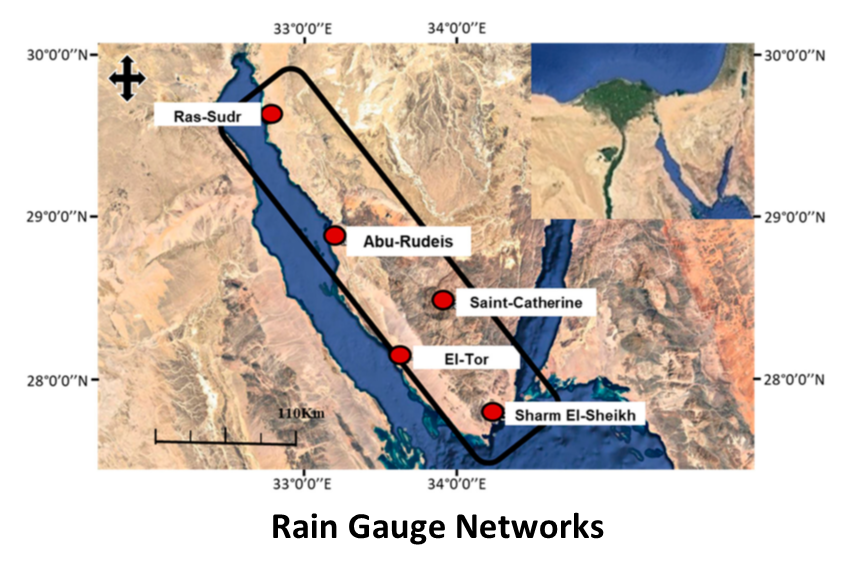 33°0'0''E 34°0'0''E
30°0'0''N 30°0'0''N
Ras-Sudr
29°0'0''N 29°0'0''N
Abu-Rudeis
Saint-Catherine
El-Tor
28°0'0''N 28°0'0''N
110Km
Sharm El-Sheikh
33°0'0''E 34°0'0''E
Rain Gauge Networks